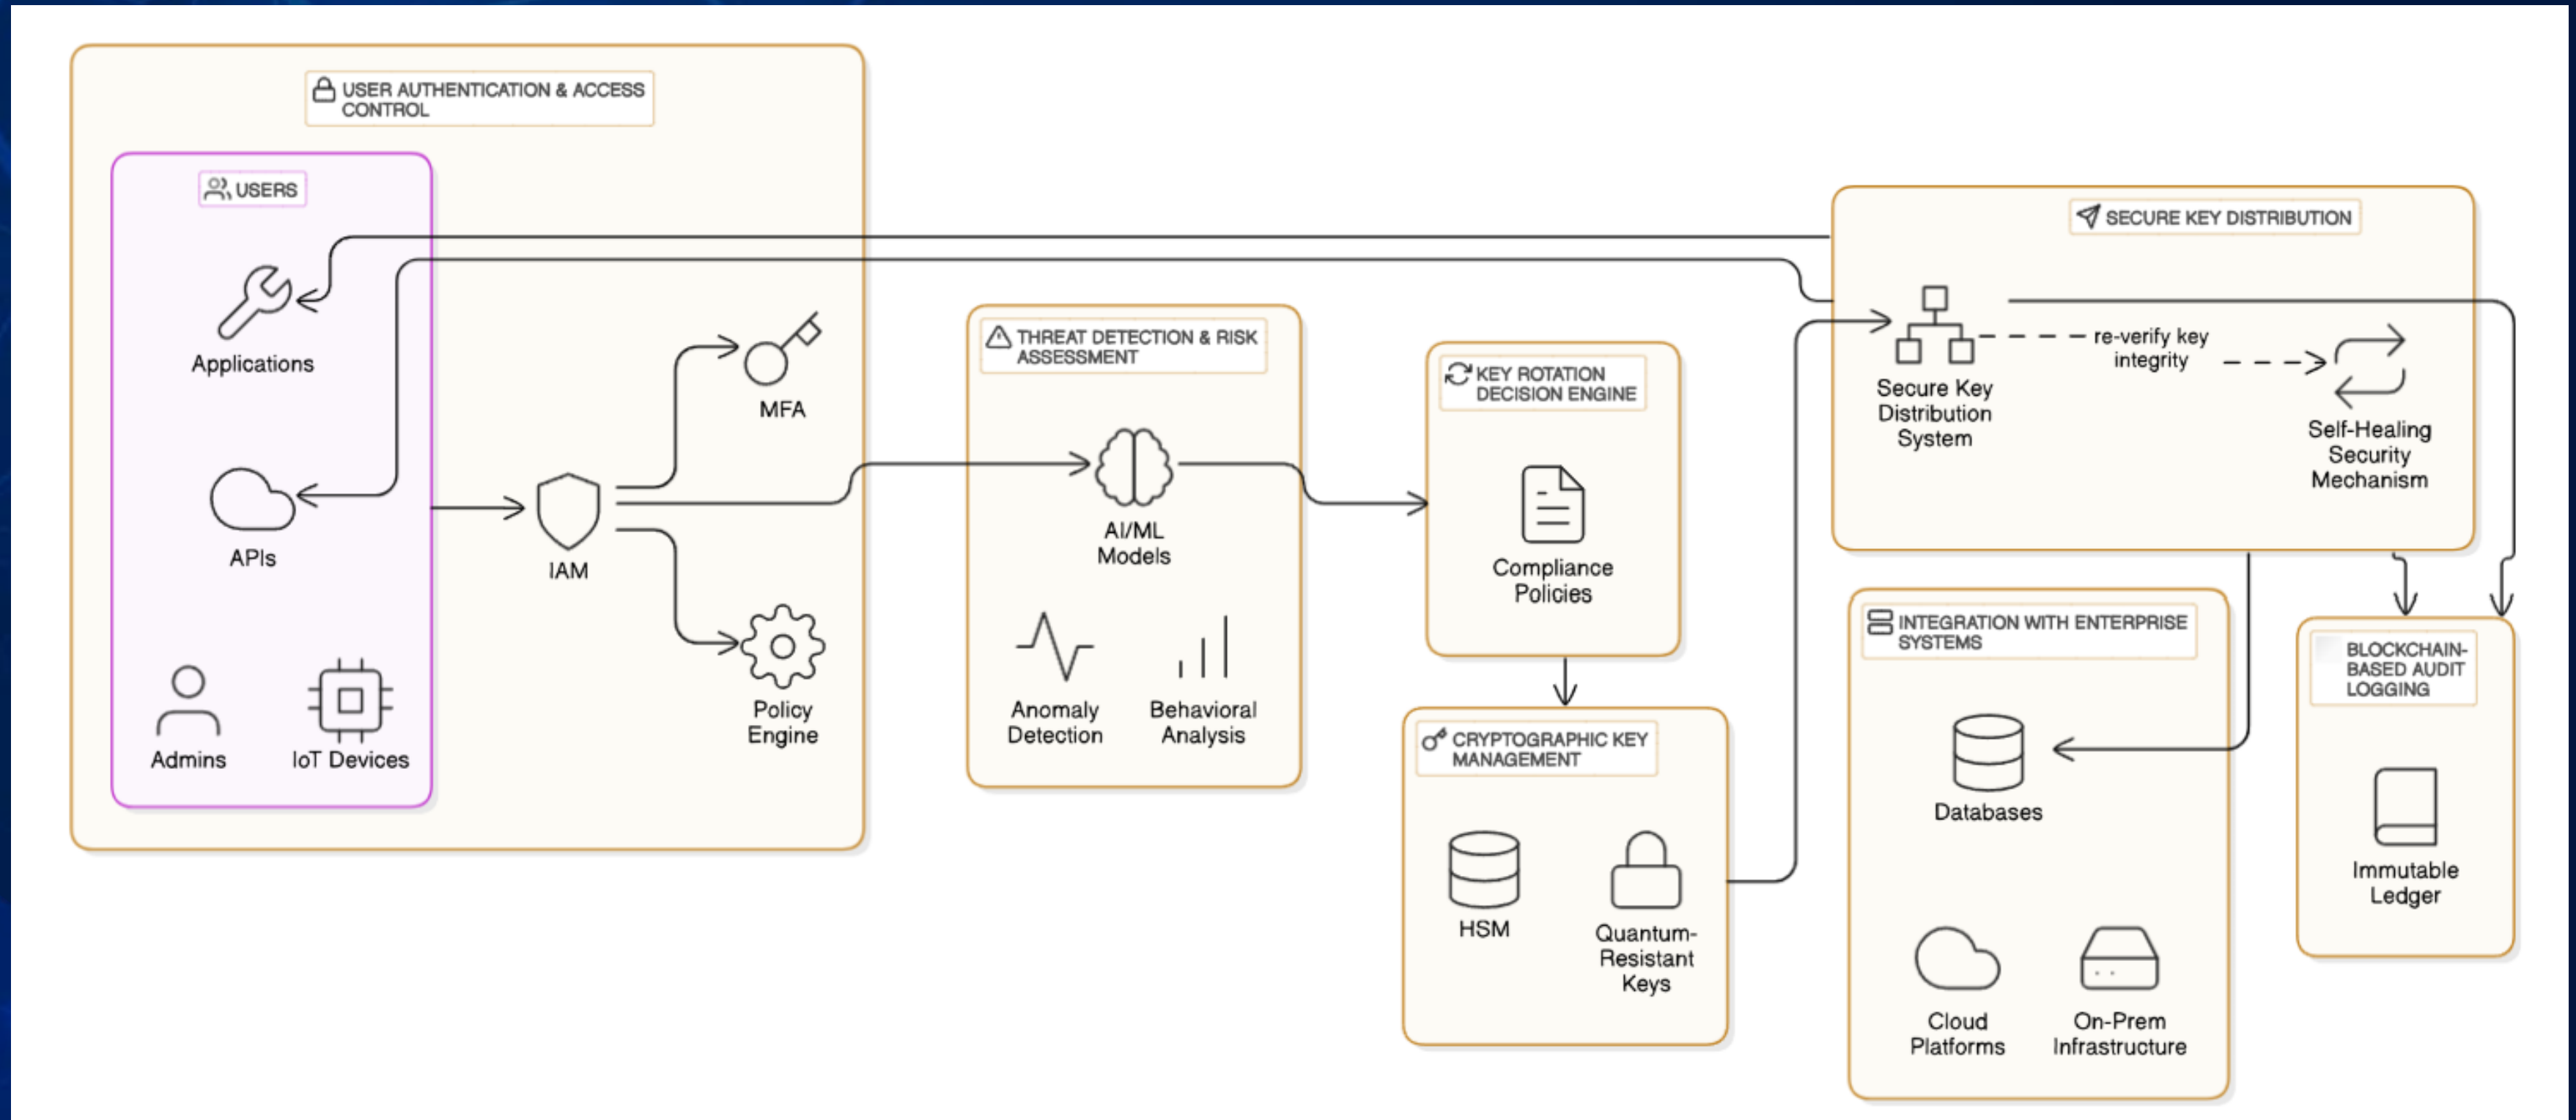 USER AUTHENTICATION & ACCESS
CONTROL
USERS
Applications
APIs
Admins
IoT Devices
IAM
MFA
Policy
Engine
THREAT DETECTION & RISK
ASSESSMENT
AI/ML
Models
Anomaly
Detection
Behavioral
Analysis
KEY ROTATION
DECISION ENGINE
Compliance
Policies
CRYPTOGRAPHIC KEY
MANAGEMENT
HSM
Quantum-
Resistant
Keys
SECURE KEY DISTRIBUTION
Secure Key
Distribution
System
re-verify key
integrity
Self-Healing
Security
Mechanism
INTEGRATION WITH ENTERPRISE
SYSTEMS
Databases
Cloud
Platforms
On-Prem
Infrastructure
BLOCKCHAIN-
BASED AUDIT
LOGGING
Immutable
Ledger